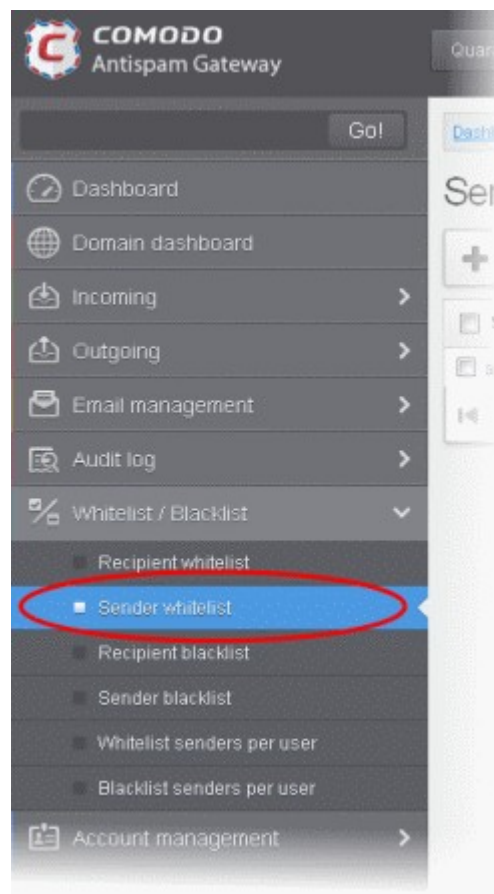 COMODO
Antispam Gateway
Go!
Dashboard
Domain dashboard
Incoming
Outgoing
Email management
Audit log
Whitelist / Blacklist
Recipient whitelist
Sender whitelist
Recipient blacklist
Sender blacklist
Whitelist senders per user
Blacklist senders per user
Account management